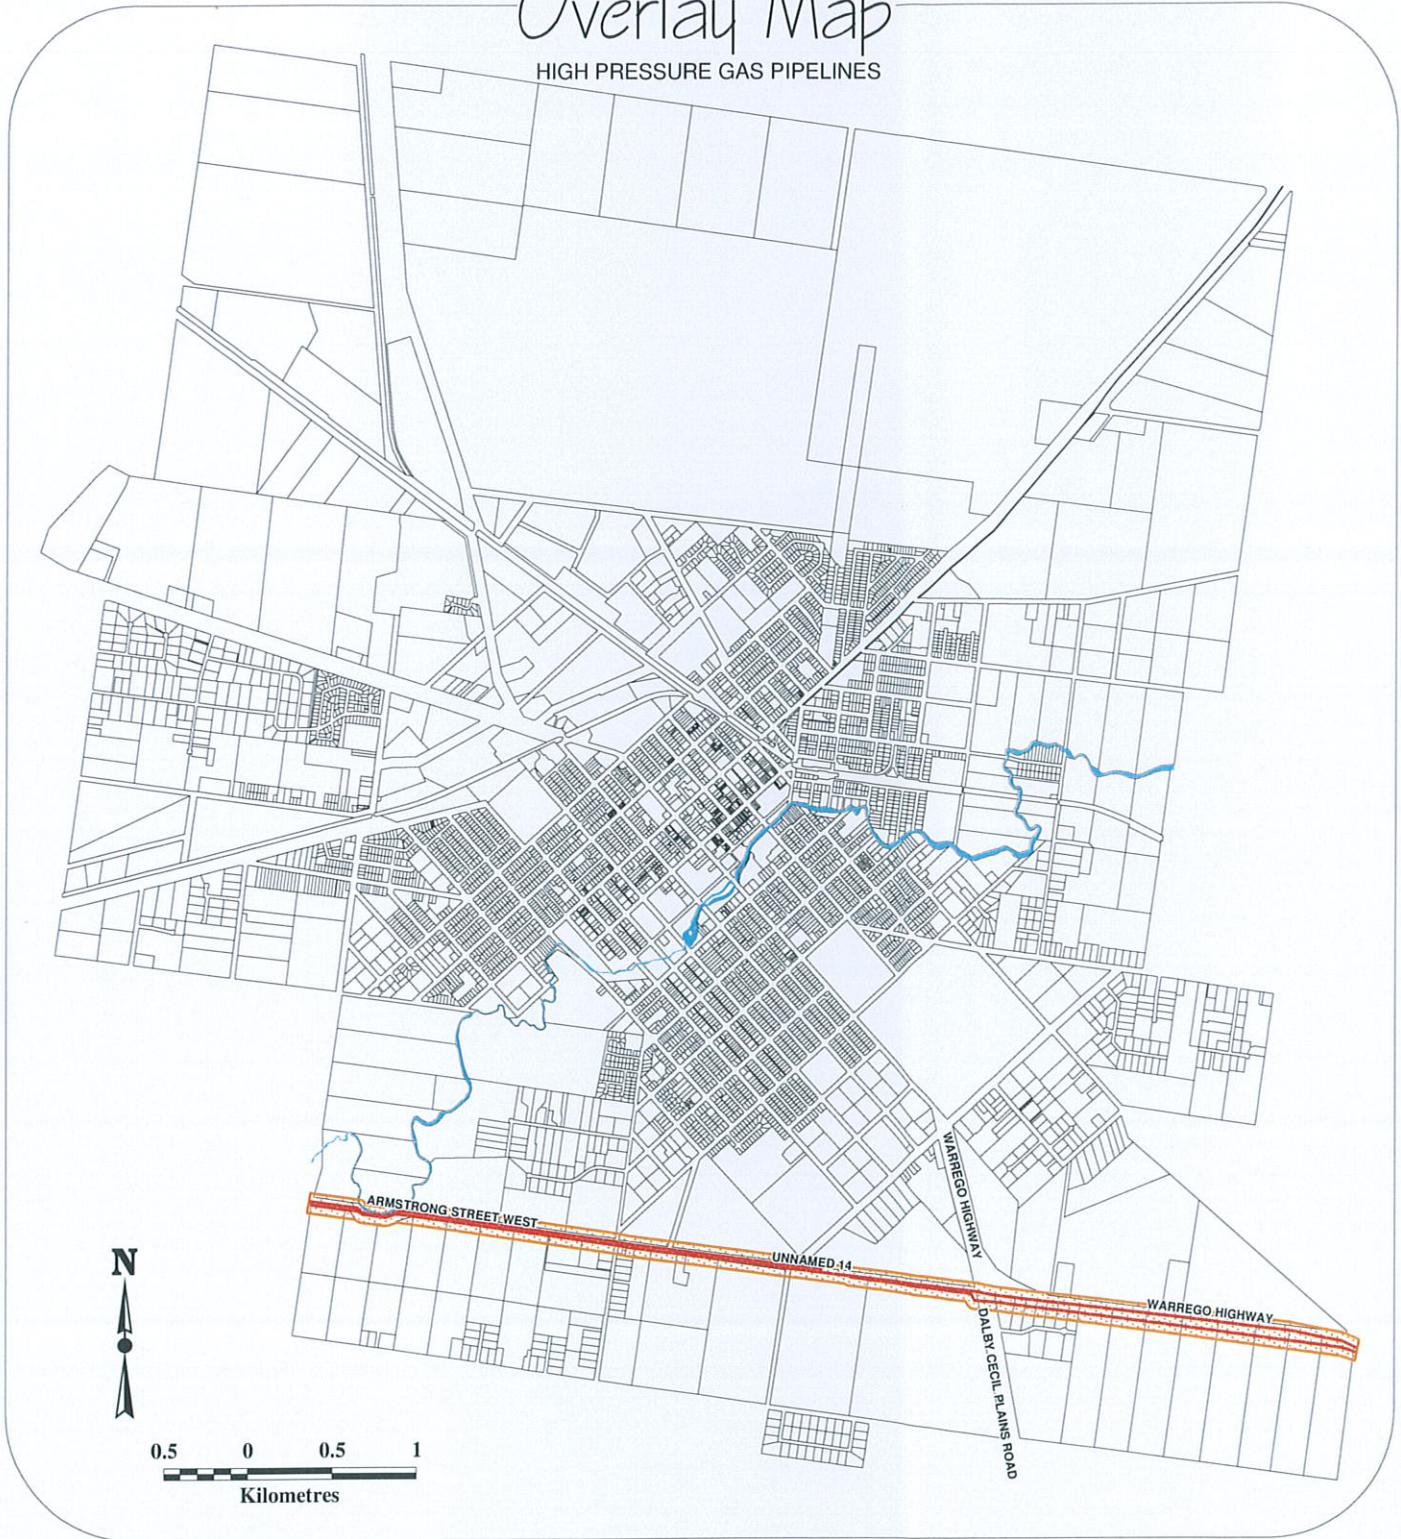 Overlay Map
HIGH PRESSURE GAS PIPELINES
WARREGO HIGHWAY
ARMSTRONG STREET WEST
UNNAMED 14
WARREGO HIGHWAY
DALBY CECIL PLAINS ROAD
N
0.5 0 0.5 1
Kilometres